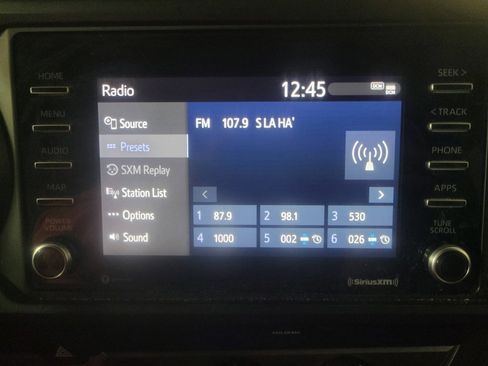 HOME
MENU
AUDIO
MAP
POWER
VOLUME
Radio
12:45
DCM
Source
Presets
SXM Replay
Station List
Options
Sound
FM 107.9 S LA HA'
1 87.9
2 98.1
3 530
4 1000
5 002
6 026
SEEK >
< TRACK
PHONE
APPS
TUNE
SCROLL
SiriusXM